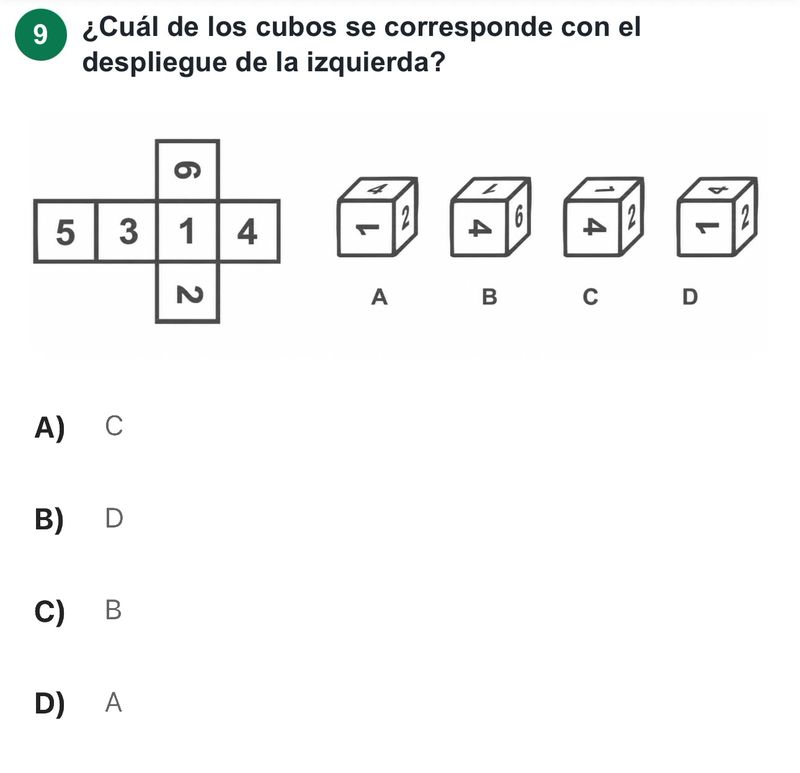 9 ¿Cuál de los cubos se corresponde con el
despliegue de la izquierda?
6
5 3 1 4
2
4 1 2
1 4 6
1 4 2
4 1 2
A B C D
A) C
B) D
C) B
D) A